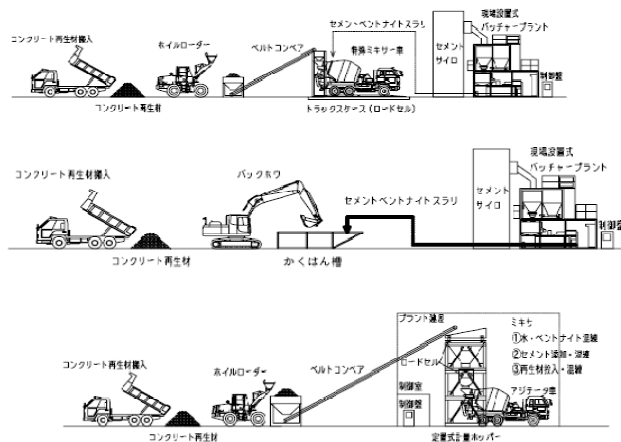 コンクリート再生材搬入
ホイルローダー
ベルトコンベア
セメント・ベントナイトスラリ
特殊ミキサー車
セメント
サイロ
現場設置式
バッチャープラント
制御盤
コンクリート再生材
トラックスケース(ロードセル)
コンクリート再生材搬入
バックホウ
セメントベントナイトスラリ
セメント
サイロ
現場設置式
バッチャープラント
制御盤
コンクリート再生材
かくはん槽
コンクリート再生材搬入
ホイルローダー
ベルトコンベア
プラント建屋
ロードセル
制御室
制御盤
ミキサ
①水・ベントナイト混練
②セメント添加・混練
③再生材投入・混練
アジテータ車
コンクリート再生材
定置式計量ホッパー